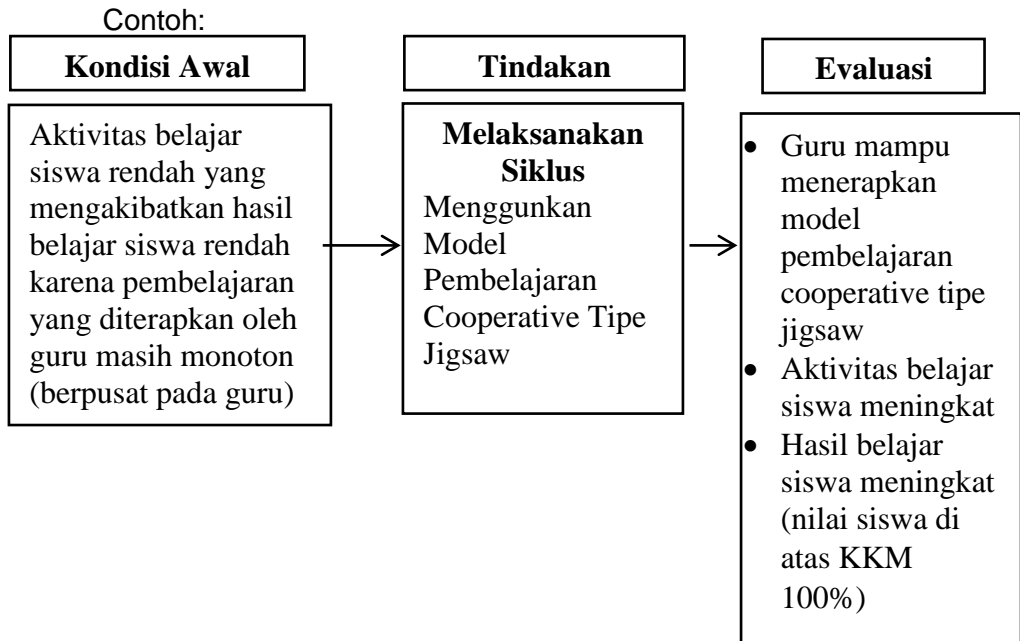 Contoh:
Kondisi Awal
Aktivitas belajar
siswa rendah yang
mengakibatkan hasil
belajar siswa rendah
karena pembelajaran
yang diterapkan oleh
guru masih monoton
(berpusat pada guru)
Tindakan
Melaksanakan
Siklus
Menggunkan
Model
Pembelajaran
Cooperative Tipe
Jigsaw
Evaluasi
• Guru mampu
menerapkan
model
pembelajaran
cooperative tipe
jigsaw
• Aktivitas belajar
siswa meningkat
• Hasil belajar
siswa meningkat
(nilai siswa di
atas KKM
100%)